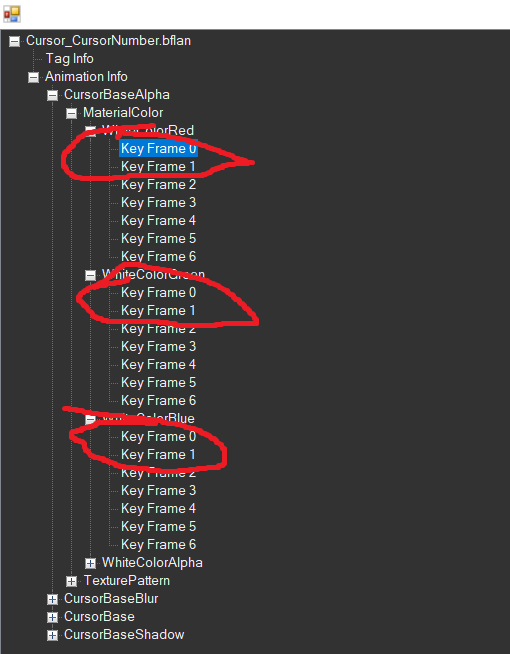 Cursor_CursorNumber.bflan
Tag Info
Animation Info
CursorBaseAlpha
MaterialColor
WhiteColorRed
Key Frame 0
Key Frame 1
Key Frame 2
Key Frame 3
Key Frame 4
Key Frame 5
Key Frame 6
WhiteColorGreen
Key Frame 0
Key Frame 1
Key Frame 2
Key Frame 3
Key Frame 4
Key Frame 5
Key Frame 6
WhiteColorBlue
Key Frame 0
Key Frame 1
Key Frame 2
Key Frame 3
Key Frame 4
Key Frame 5
Key Frame 6
WhiteColorAlpha
TexturePattern
CursorBaseBlur
CursorBase
CursorBaseShadow